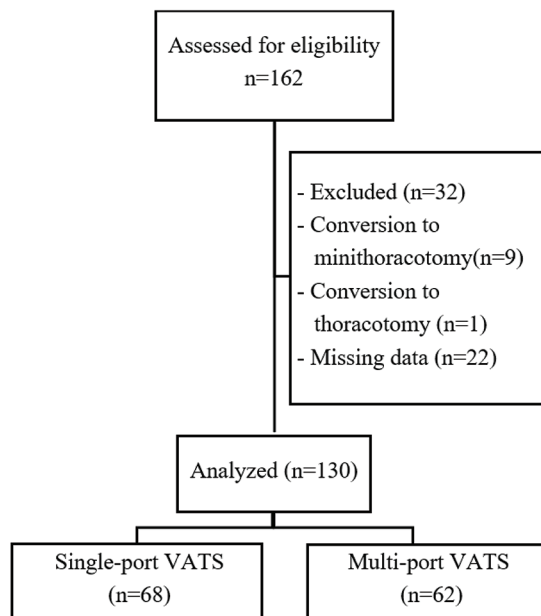 Assessed for eligibility
n=162
- Excluded (n=32)
- Conversion to
minithoracotomy(n=9)
- Conversion to
thoracotomy (n=1)
- Missing data (n=22)
Analyzed (n=130)
Single-port VATS
(n=68)
Multi-port VATS
(n=62)